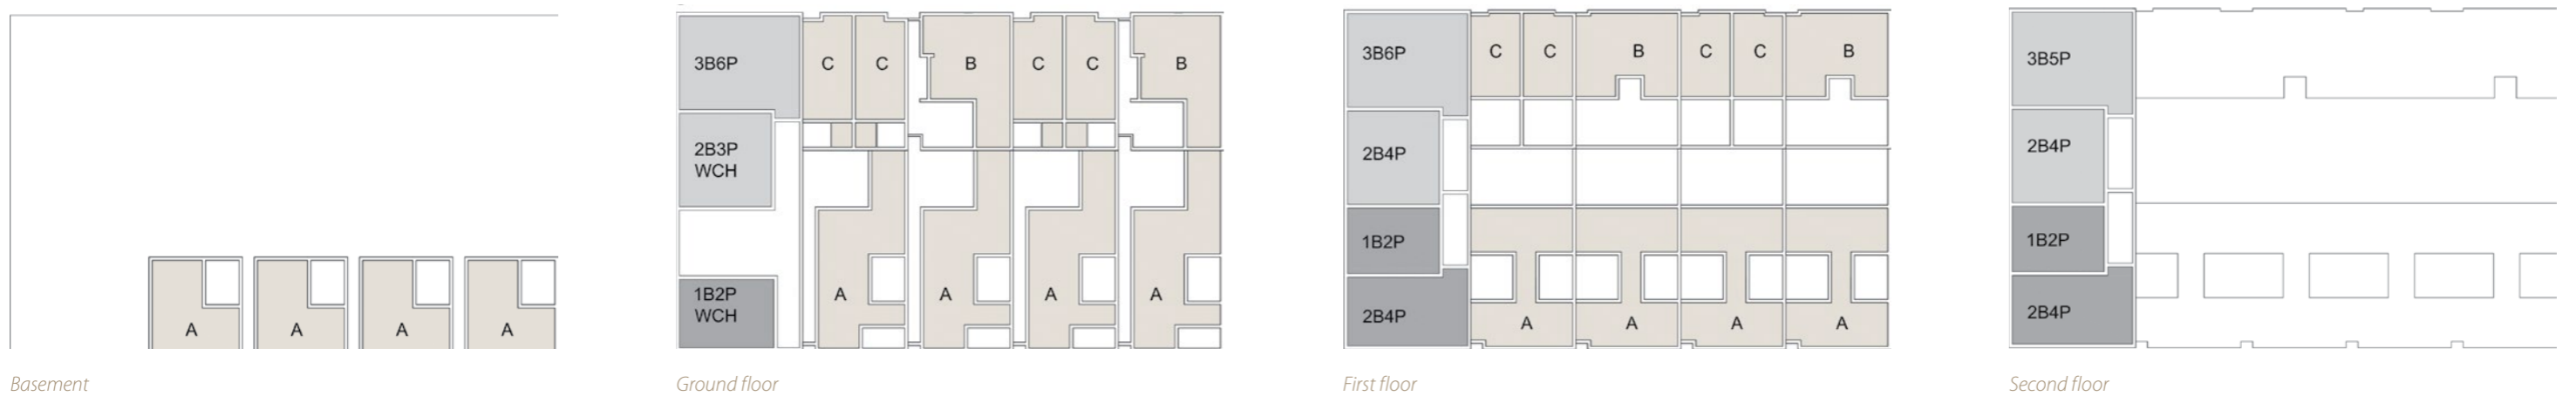 A A A A
Basement
3B6P C C B C C B
2B3P
WCH
1B2P
WCH
A A A A
Ground floor
3B6P C C B C C B
2B4P
1B2P
2B4P
A A A A
First floor
3B5P
2B4P
1B2P
2B4P
Second floor